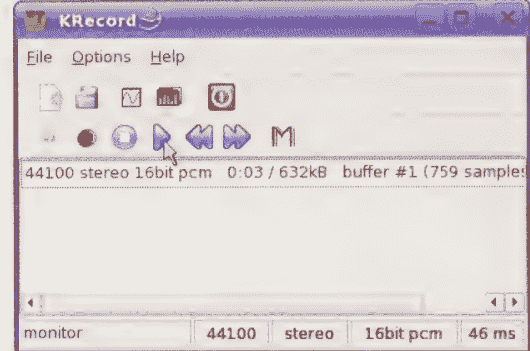 KRecord
File Options Help
M
44100 stereo 16bit pcm 0:03 / 632kB buffer #1 (759 samples
monitor 44100 stereo 16bit pcm 46 ms